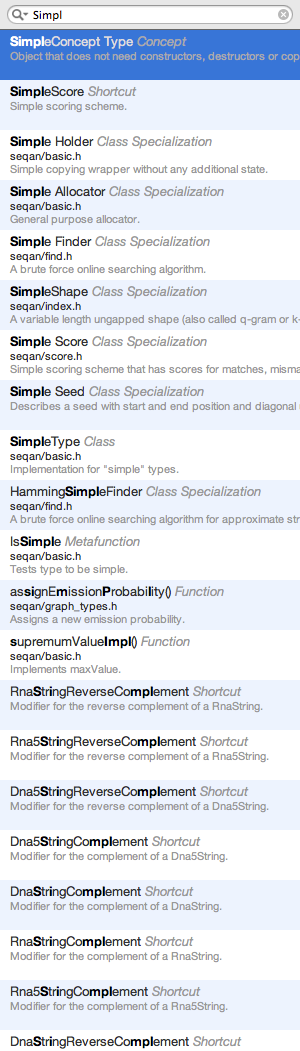 Simpl
SimpleConcept Type Concept
Object that does not need constructors, destructors or cop
SimpleScore Shortcut
Simple scoring scheme.
Simple Holder Class Specialization
seqan/basic.h
Simple copying wrapper without any additional state.
Simple Allocator Class Specialization
seqan/basic.h
General purpose allocator.
Simple Finder Class Specialization
seqan/find.h
A brute force online searching algorithm.
SimpleShape Class Specialization
seqan/index.h
A variable length ungapped shape (also called q-gram or k-
Simple Score Class Specialization
seqan/score.h
Simple scoring scheme that has scores for matches, misma
Simple Seed Class Specialization
Describes a seed with start and end position and diagonal
SimpleType Class
seqan/basic.h
Implementation for "simple" types.
HammingSimpleFinder Class Specialization
seqan/find.h
A brute force online searching algorithm for approximate str
IsSimple Metafunction
seqan/basic.h
Tests type to be simple.
assignEmissionProbability() Function
seqan/graph_types.h
Assigns a new emission probability.
supremumValueImpl() Function
seqan/basic.h
Implements maxValue.
RnaStringReverseComplement Shortcut
Modifier for the reverse complement of a RnaString.
Rna5StringReverseComplement Shortcut
Modifier for the reverse complement of a Rna5String.
Dna5StringReverseComplement Shortcut
Modifier for the reverse complement of a Dna5String.
Dna5StringComplement Shortcut
Modifier for the complement of a Dna5String.
DnaStringComplement Shortcut
Modifier for the complement of a DnaString.
RnaStringComplement Shortcut
Modifier for the complement of a RnaString.
Rna5StringComplement Shortcut
Modifier for the complement of a Rna5String.
DnaStringReverseComplement Shortcut